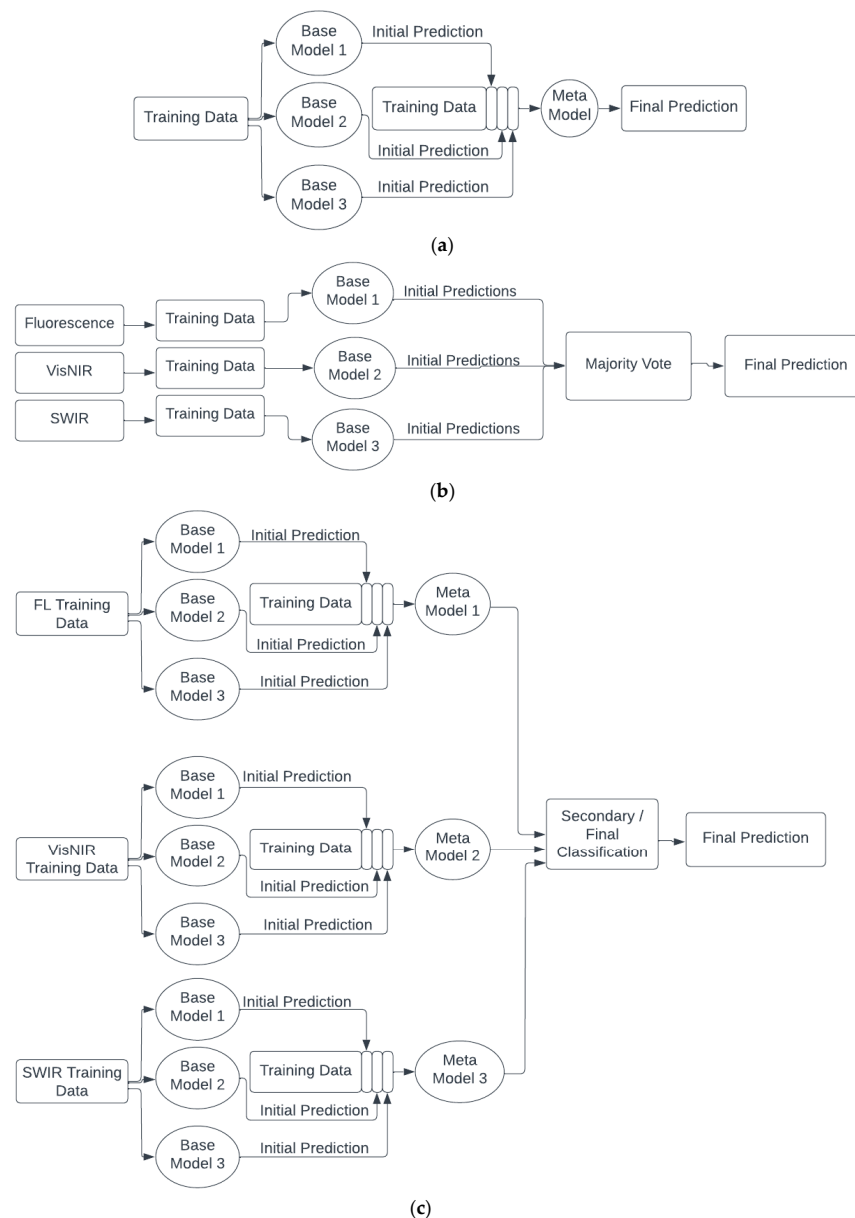 Base
Model 1
Initial Prediction
Training Data
Base
Model 2
Training Data
Meta
Model
Final Prediction
Initial Prediction
Base
Model 3
Initial Prediction
(a)
Fluorescence
Training Data
Base
Model 1
Initial Predictions
VisNIR
Training Data
Base
Model 2
Initial Predictions
Majority Vote
Final Prediction
SWIR
Training Data
Base
Model 3
Initial Predictions
(b)
Base
Model 1
Initial Prediction
FL Training
Data
Base
Model 2
Training Data
Meta
Model 1
Initial Prediction
Base
Model 3
Initial Prediction
Base
Model 1
Initial Prediction
VisNIR
Training Data
Base
Model 2
Training Data
Meta
Model 2
Initial Prediction
Base
Model 3
Initial Prediction
Secondary /
Final
Classification
Final Prediction
Base
Model 1
Initial Prediction
SWIR Training
Data
Base
Model 2
Training Data
Meta
Model 3
Initial Prediction
Base
Model 3
Initial Prediction
(c)